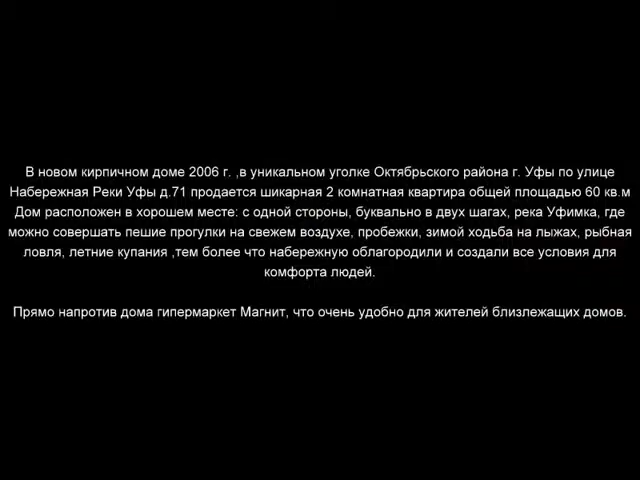 В новом кирпичном доме 2006 г. ,в уникальном уголке Октябрьского района г. Уфы по улице
Набережная Реки Уфы д.71 продается шикарная 2 комнатная квартира общей площадью 60 кв.м
Дом расположен в хорошем месте: с одной стороны, буквально в двух шагах, река Уфимка, где
можно совершать пешие прогулки на свежем воздухе, пробежки, зимой ходьба на лыжах, рыбная
ловля, летние купания ,тем более что набережную облагородили и создали все условия для
комфорта людей.
Прямо напротив дома гипермаркет Магнит, что очень удобно для жителей близлежащих домов.